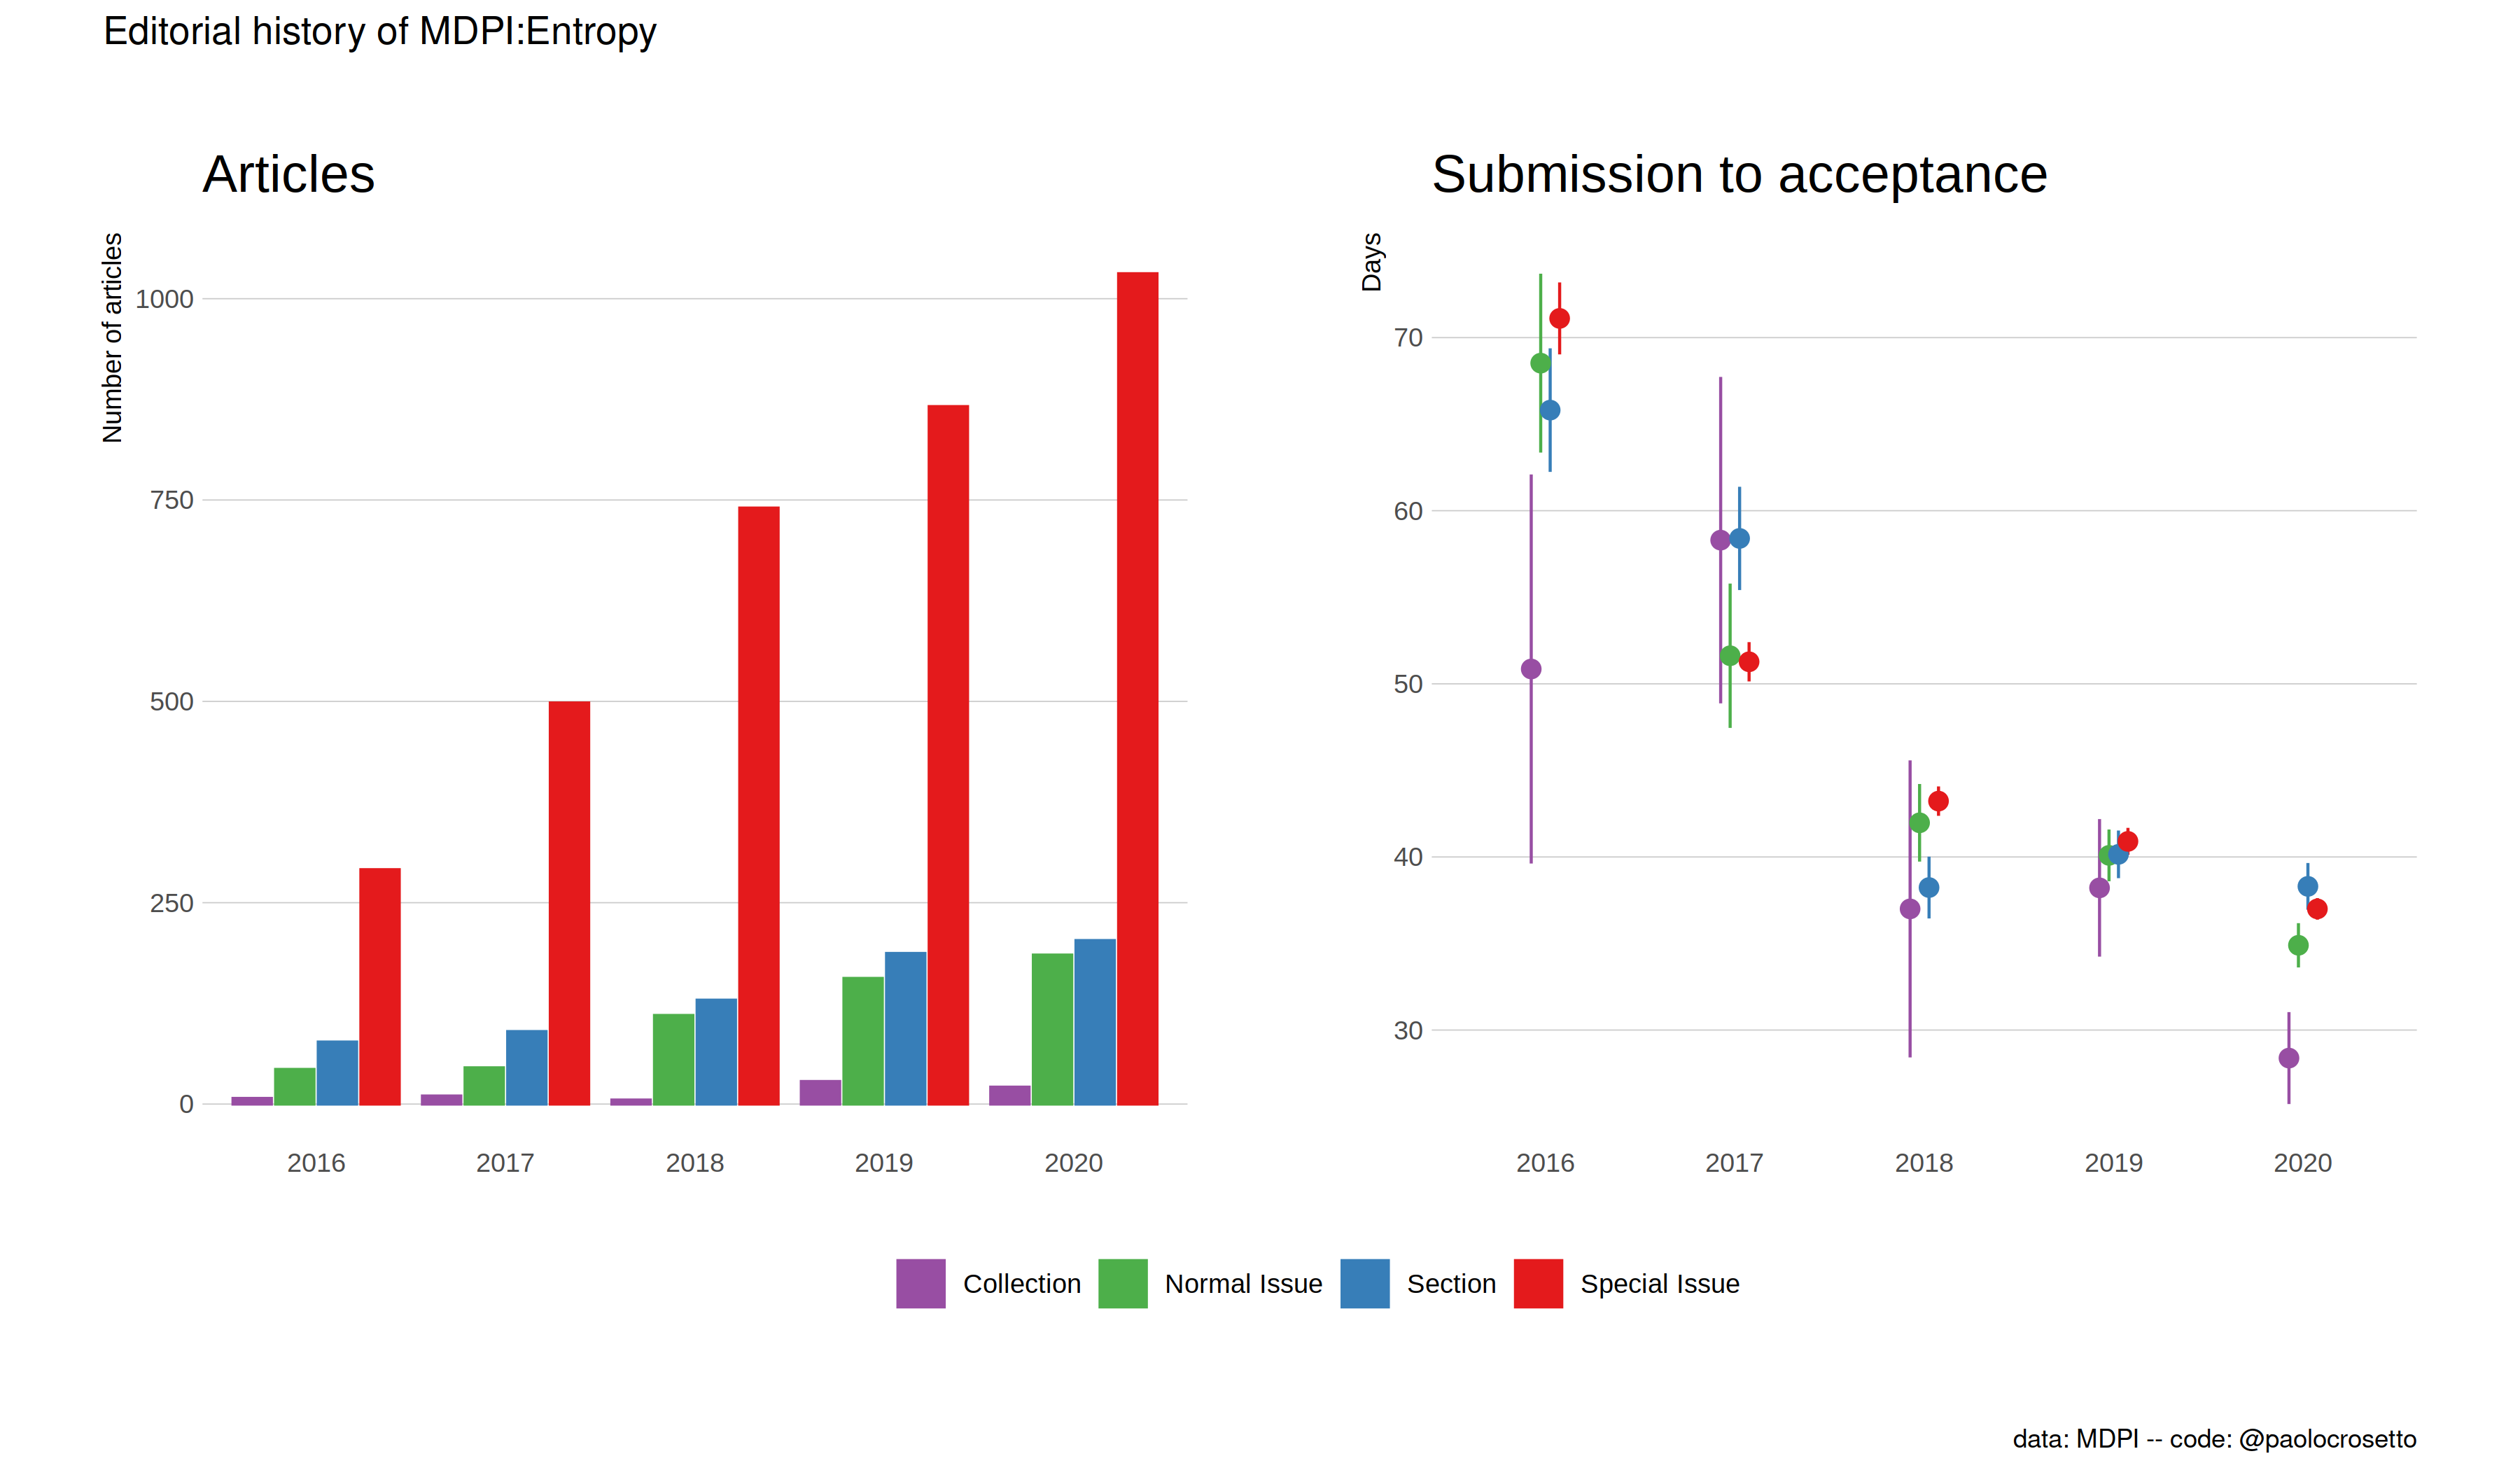 Editorial history of MDPI:Entropy
Articles
Number of articles
1000
750
500
250
0
2016 2017 2018 2019 2020
Submission to acceptance
Days
70
60
50
40
30
2016 2017 2018 2019 2020
Collection Normal Issue Section Special Issue
data: MDPI -- code: @paolocrosetto